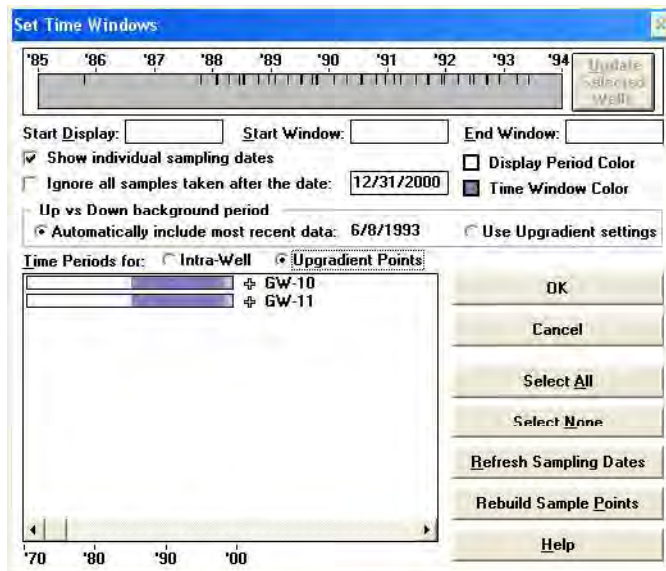 Set Time Windows
'85 '86 '87 '88 '89 '90 '91 '92 '93 '94
Update Selected Wells
Start Display: Start Window: End Window:
Show individual sampling dates
Display Period Color
Ignore all samples taken after the date: 12/31/2000
Time Window Color
Up vs Down background period
Automatically include most recent data: 6/8/1993 Use Upgradient settings
Time Periods for: Intra-Well Upgradient Points
GW-10
GW-11
OK
Cancel
Select All
Select None
Refresh Sampling Dates
Rebuild Sample Points
Help
'70 '80 '90 '00